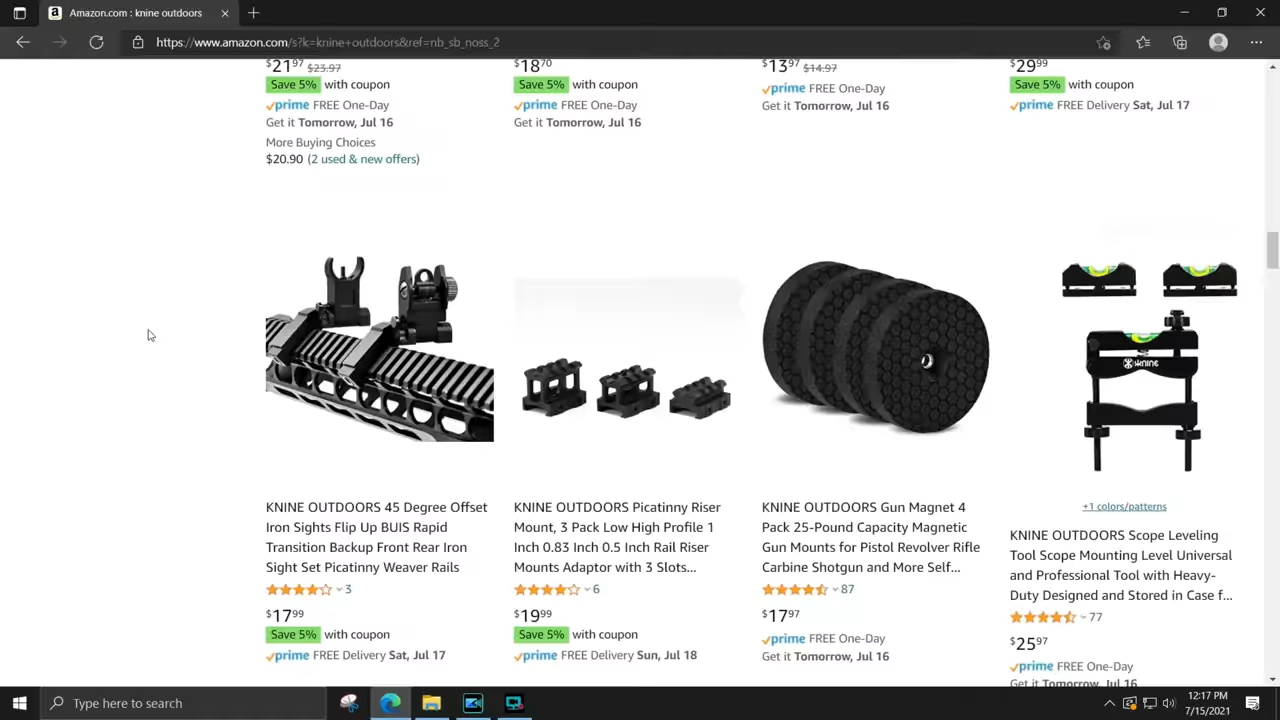 Amazon.com : knine outdoors
https://www.amazon.com/s?k=knine+outdoors&ref=nb_sb_noss_2
$21.97 $23.97
Save 5% with coupon
prime FREE One-Day
Get it Tomorrow, Jul 16
More Buying Choices
$20.90 (2 used & new offers)
$18.70
Save 5% with coupon
prime FREE One-Day
Get it Tomorrow, Jul 16
$13.97 $14.97
prime FREE One-Day
Get it Tomorrow, Jul 16
$29.99
Save 5% with coupon
prime FREE Delivery Sat, Jul 17
KNINE OUTDOORS 45 Degree Offset
Iron Sights Flip Up BUIS Rapid
Transition Backup Front Rear Iron
Sight Set Picatinny Weaver Rails
3
$17.99
Save 5% with coupon
prime FREE Delivery Sat, Jul 17
KNINE OUTDOORS Picatinny Riser
Mount, 3 Pack Low High Profile 1
Inch 0.83 Inch 0.5 Inch Rail Riser
Mounts Adaptor with 3 Slots...
6
$19.99
Save 5% with coupon
prime FREE Delivery Sun, Jul 18
KNINE OUTDOORS Gun Magnet 4
Pack 25-Pound Capacity Magnetic
Gun Mounts for Pistol Revolver Rifle
Carbine Shotgun and More Self...
87
$17.97
prime FREE One-Day
Get it Tomorrow, Jul 16
KNINE
+1 colors/patterns
KNINE OUTDOORS Scope Leveling
Tool Scope Mounting Level Universal
and Professional Tool with Heavy-
Duty Designed and Stored in Case f...
77
$25.97
prime FREE One-Day
Get it Tomorrow, Jul 16
Type here to search
12:17 PM
7/15/2021